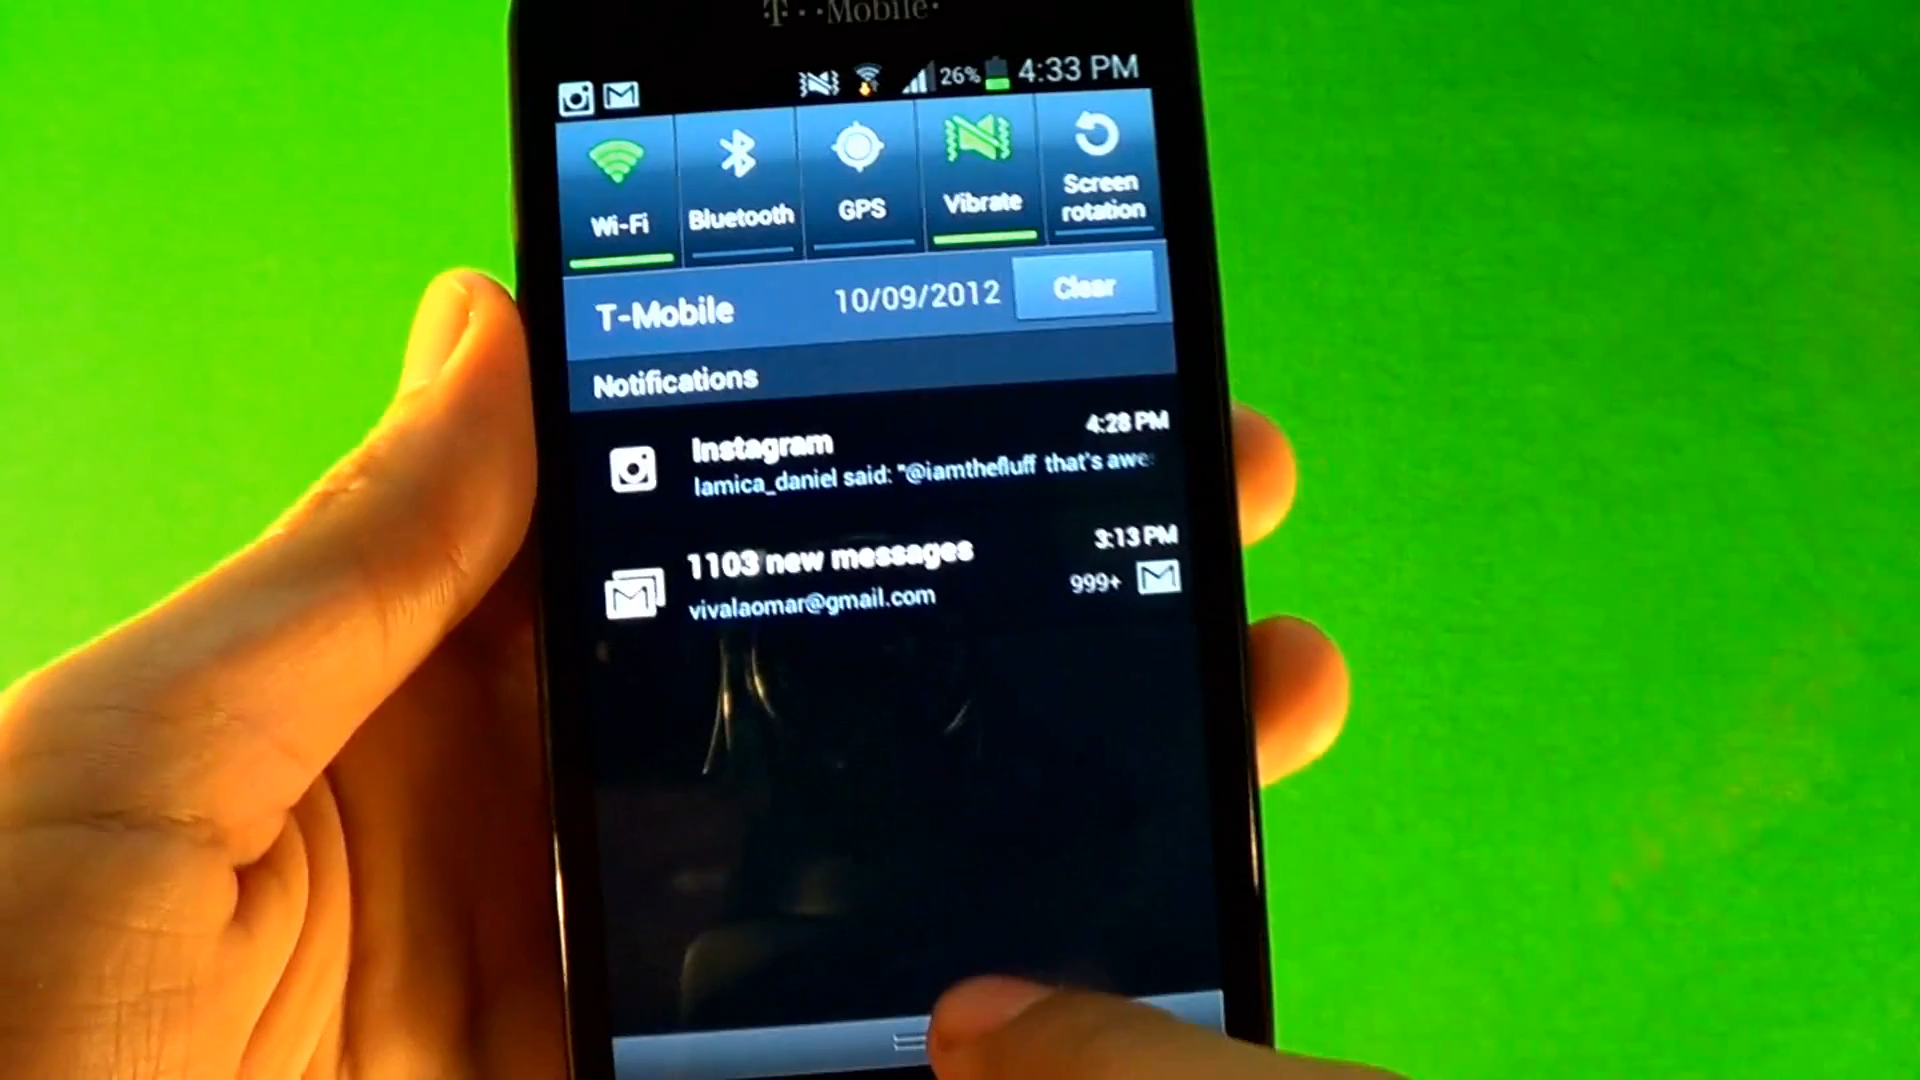 T··Mobile·
26% 4:33 PM
Wi-Fi
Bluetooth
GPS
Vibrate
Screen
rotation
T-Mobile 10/09/2012 Clear
Notifications
Instagram 4:28 PM
lamica_daniel said: "@iamthefluff that's awe
1103 new messages 3:13 PM
vivalaomar@gmail.com 999+